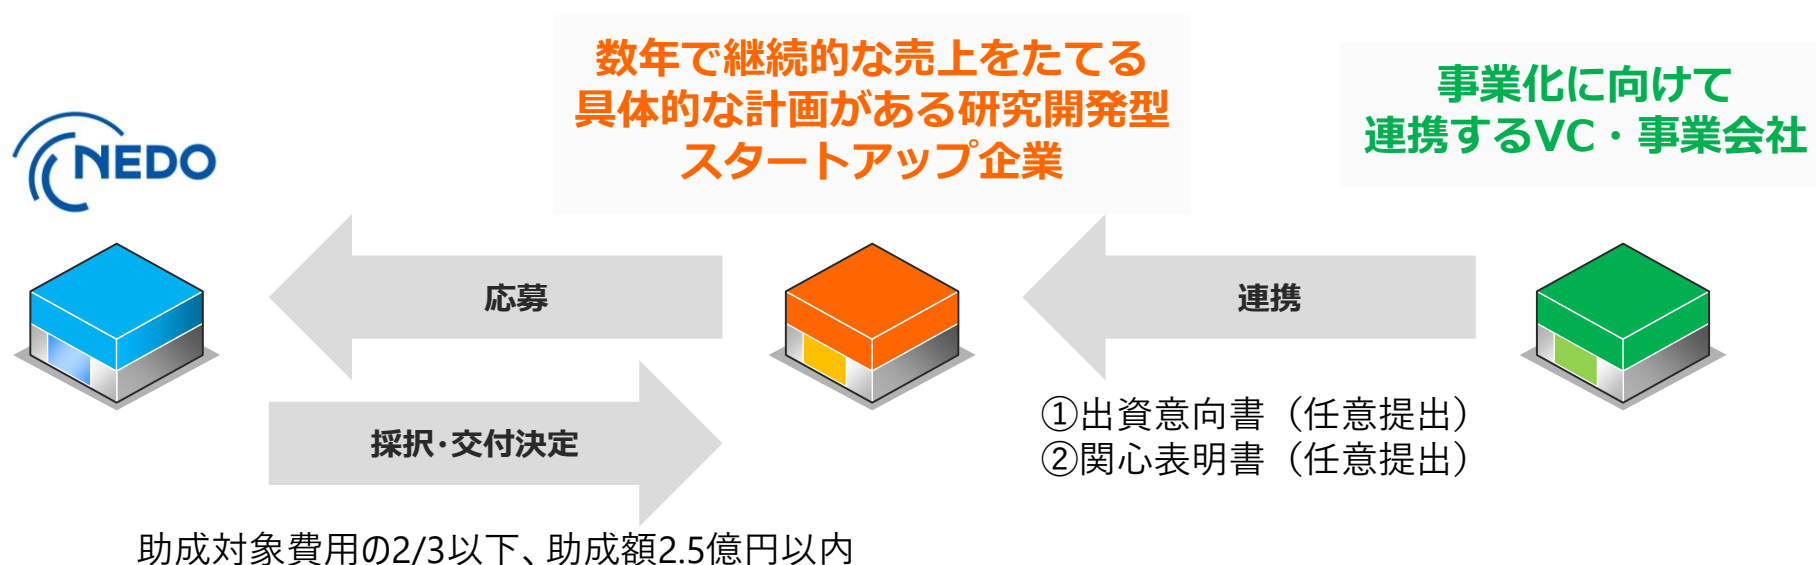 NEDO
数年で継続的な売上をたてる
具体的な計画がある研究開発型
スタートアップ企業
事業化に向けて
連携するVC・事業会社
応募
連携
採択・交付決定
①出資意向書（任意提出）
②関心表明書（任意提出）
助成対象費用の2/3以下、助成額2.5億円以内